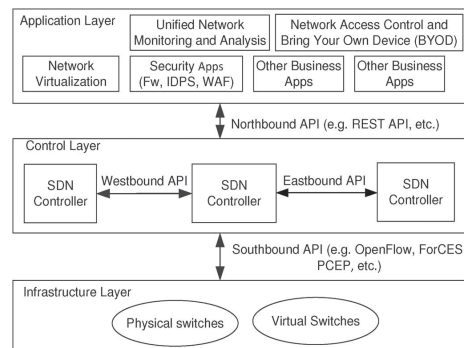 Application Layer
Unified Network
Monitoring and Analysis
Network Access Control and
Bring Your Own Device (BYOD)
Network
Virtualization
Security Apps
(Fw, IDPS, WAF)
Other Business
Apps
Other Business
Apps
Northbound API (e.g. REST API, etc.)
Control Layer
SDN
Controller
Westbound API
SDN
Controller
Eastbound API
SDN
Controller
Southbound API (e.g. OpenFlow, ForCES
PCEP, etc.)
Infrastructure Layer
Physical switches
Virtual Switches